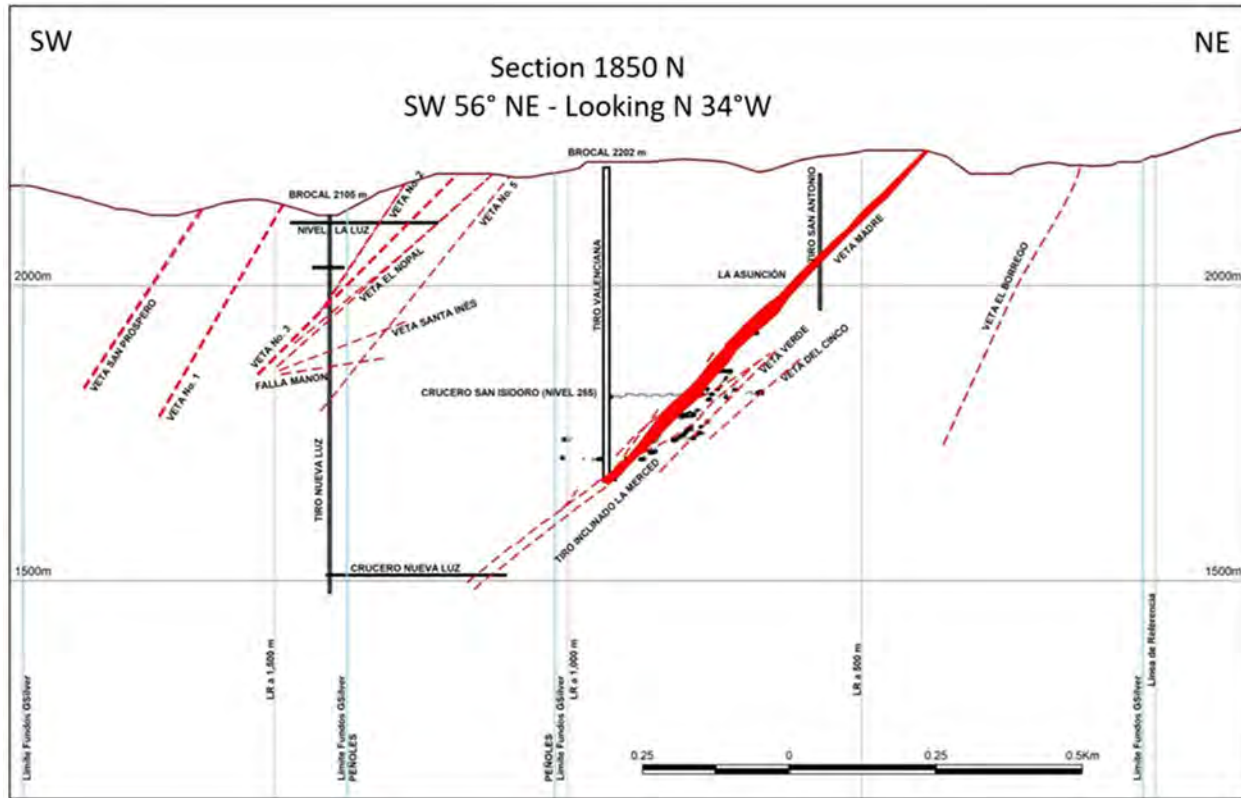 SW
NE
Section 1850 N
SW 56° NE - Looking N 34°W
BROCAL 2202 m
BROCAL 2105 m
VETA No. 2
VETA No. 5
NIVEL LA LUZ
VETA EL NOPAL
TIRO VALENCIANA
TIRO SAN ANTONIO
VETA MADRE
LA ASUNCIÓN
VETA EL BORREGO
2000m
2000m
VETA SAN PROSPERO
VETA No. 1
VETA No. 3
VETA SANTA INÉS
FALLA MANON
VETA VERDE
VETA DEL CINCO
CRUCERO SAN ISIDORO (NIVEL 265)
TIRO NUEVA LUZ
TIRO INCLINADO LA MERCED
CRUCERO NUEVA LUZ
1500m
1500m
Limite Fundos GSilver
LR a 1,500 m
Limite Fundos GSilver
PEÑOLES
PEÑOLES
Limite Fundos GSilver
LR a 1,000 m
LR a 500 m
Limite Fundos GSilver
Línea de Referencia
0.25
0
0.25
0.5Km